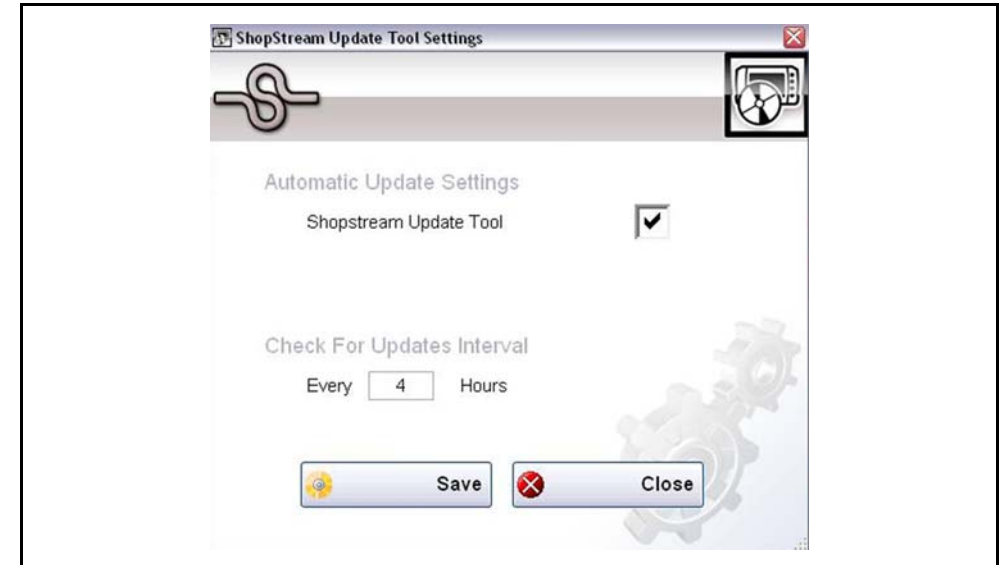 ShopStream Update Tool Settings
Automatic Update Settings
Shopstream Update Tool
Check For Updates Interval
Every 4 Hours
Save Close